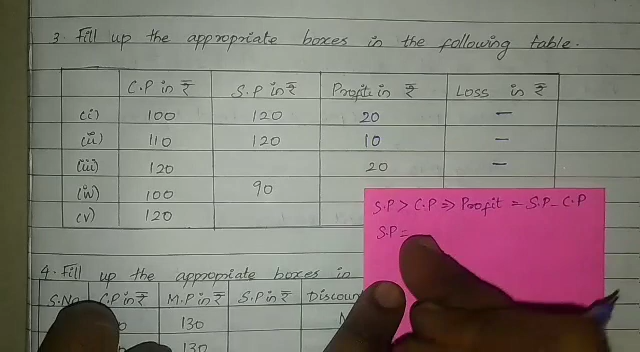 3. Fill up the appropriate boxes in the following table.
C.P in ₹ S.P in ₹ Profit in ₹ Loss in ₹
(i) 100 120 20 -
(ii) 110 120 10 -
(iii) 120 20 -
(iv) 100 90
(v) 120
S.P > C.P => Profit = S.P - C.P
S.P =
4. Fill up the appropriate boxes in
S.No C.P in ₹ M.P in ₹ S.P in ₹ Discoun
130
130